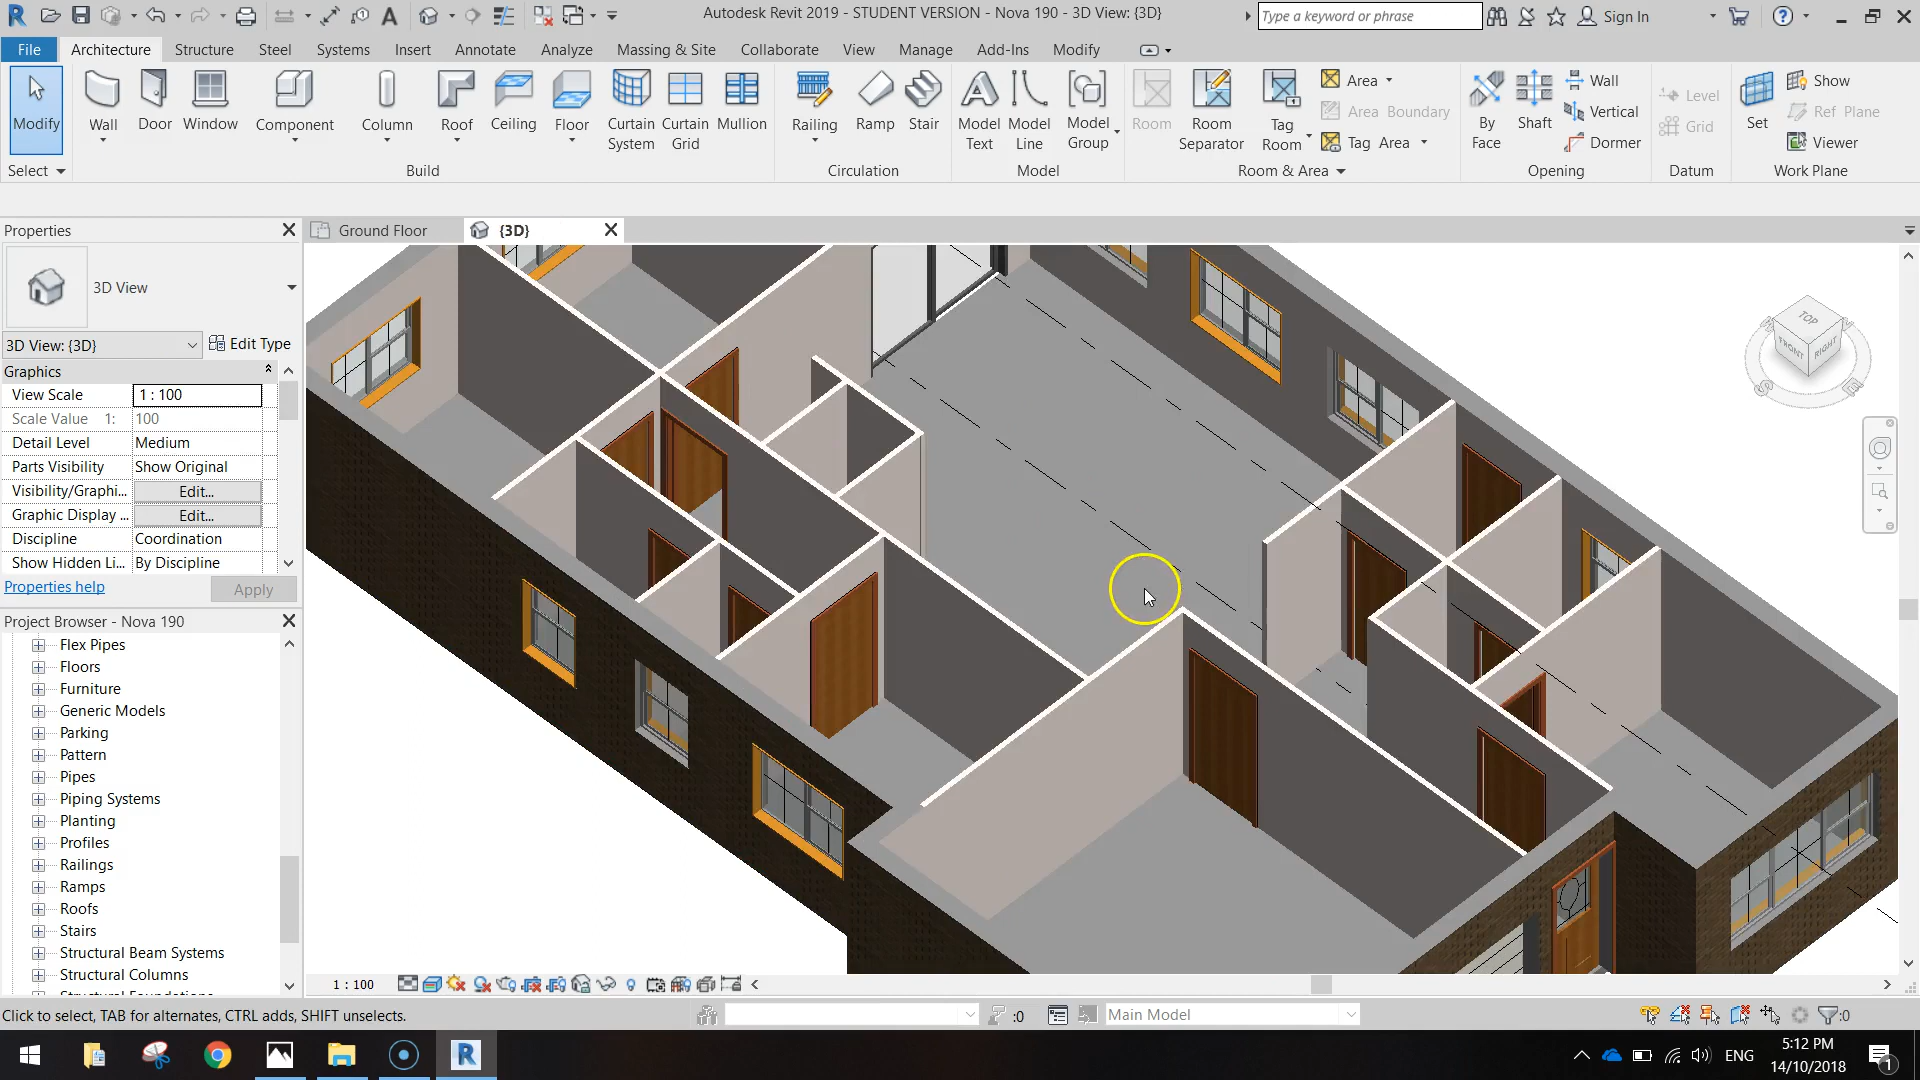 Autodesk Revit 2019 - STUDENT VERSION - Nova 190 - 3D View: {3D}
Type a keyword or phrase
Sign In
File Architecture Structure Steel Systems Insert Annotate Analyze Massing & Site Collaborate View Manage Add-Ins Modify
Modify Wall Door Window Component Column Roof Ceiling Floor Curtain System Curtain Grid Mullion Railing Ramp Stair Model Text Model Line Model Group Room Room Separator Tag Room
Area
Area Boundary
Tag Area
By Face Shaft
Wall
Vertical
Dormer
Level
Grid
Set
Show
Ref Plane
Viewer
Select Build Circulation Model Room & Area Opening Datum Work Plane
Properties
Ground Floor {3D}
3D View
3D View: {3D} Edit Type
Graphics
View Scale 1 : 100
Scale Value 1: 100
Detail Level Medium
Parts Visibility Show Original
Visibility/Graphi... Edit...
Graphic Display ... Edit...
Discipline Coordination
Show Hidden Li... By Discipline
Properties help Apply
Project Browser - Nova 190
Flex Pipes
Floors
Furniture
Generic Models
Parking
Pattern
Pipes
Piping Systems
Planting
Profiles
Railings
Ramps
Roofs
Stairs
Structural Beam Systems
Structural Columns
TOP
FRONT RIGHT
S E
1 : 100
Click to select, TAB for alternates, CTRL adds, SHIFT unselects.
:0
Main Model
:0
ENG
5:12 PM
14/10/2018
1